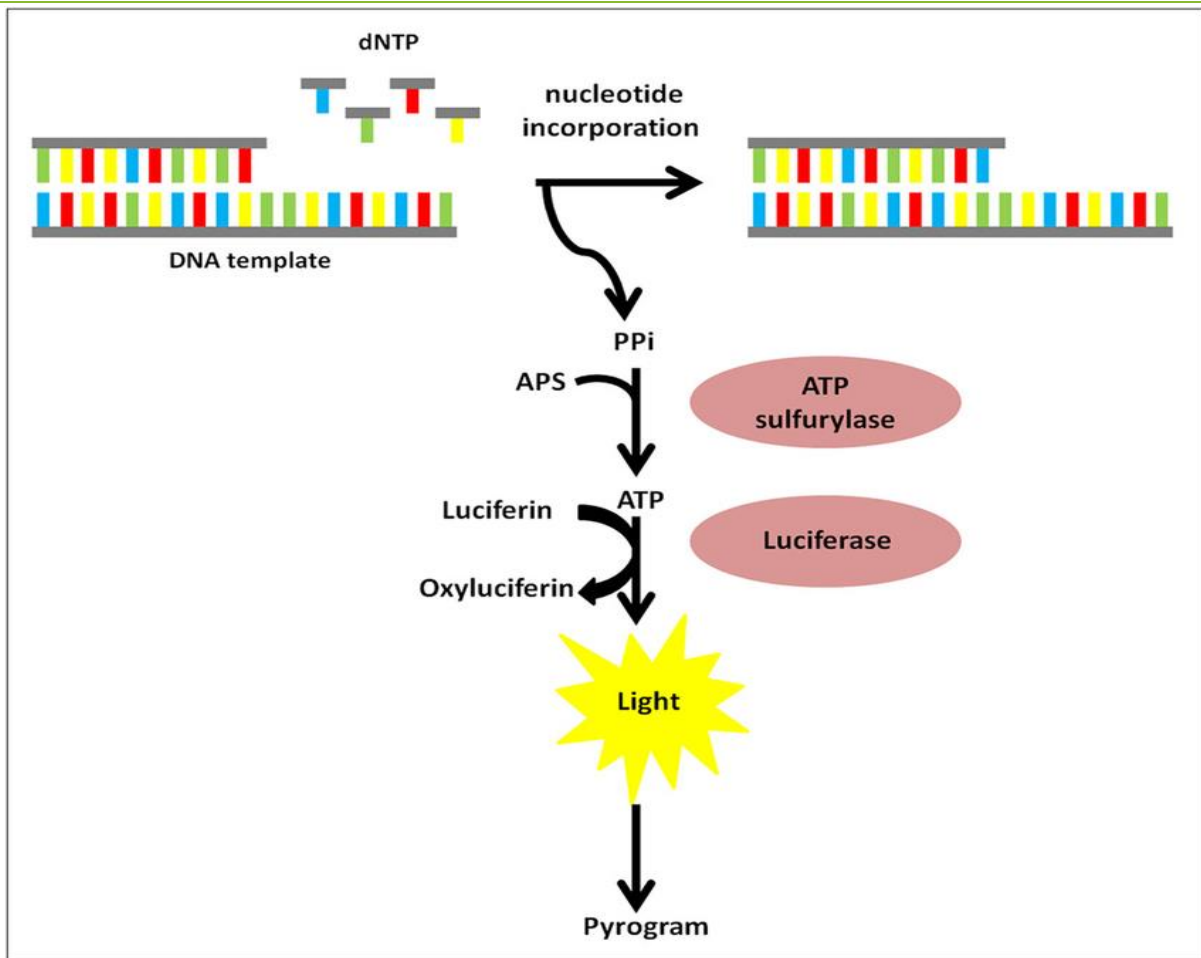 dNTP
nucleotide
incorporation
DNA template
PPi
APS
ATP
sulfurylase
ATP
Luciferin
Luciferase
Oxyluciferin
Light
Pyrogram